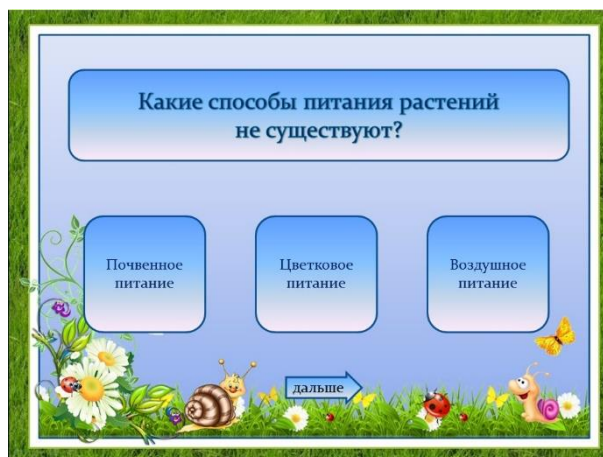 Какие способы питания растений
не существуют?
Почвенное
питание
Цветковое
питание
Воздушное
питание
дальше